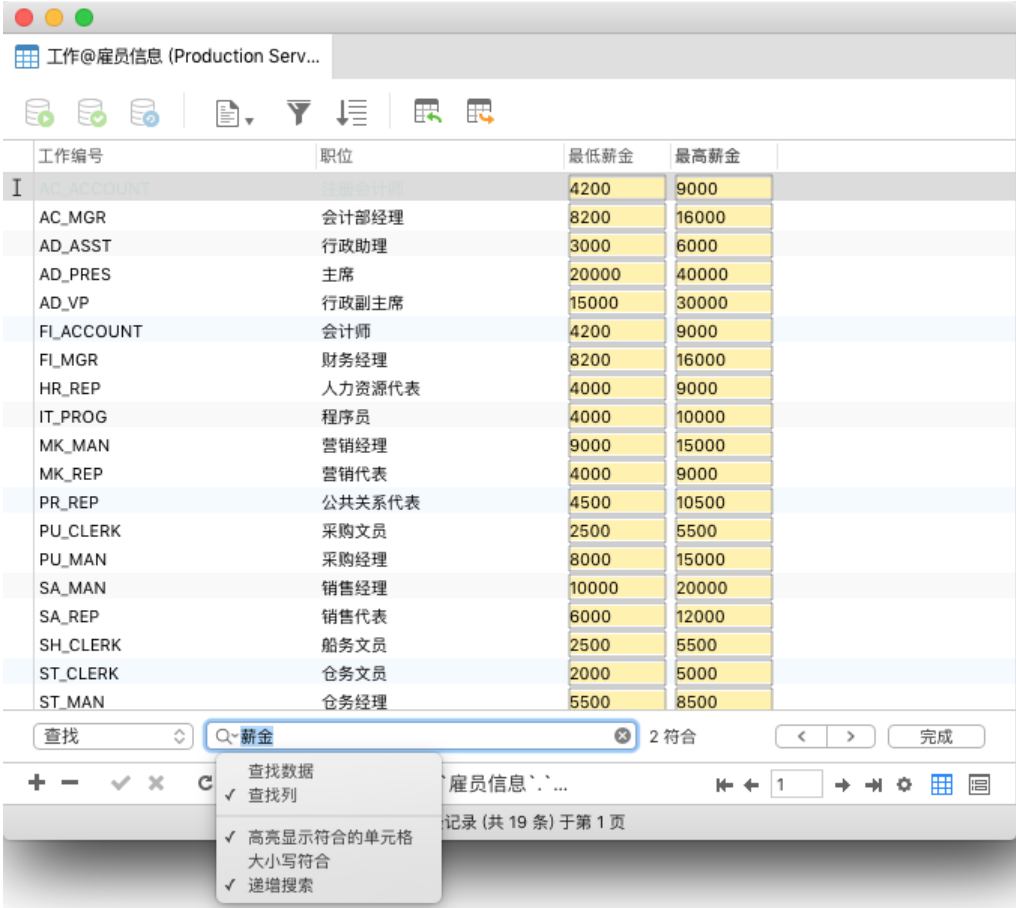 工作@雇员信息 (Production Serv...
工作编号 职位 最低薪金 最高薪金
AC_ACCOUNT 注册会计师 4200 9000
AC_MGR 会计部经理 8200 16000
AD_ASST 行政助理 3000 6000
AD_PRES 主席 20000 40000
AD_VP 行政副主席 15000 30000
FI_ACCOUNT 会计师 4200 9000
FI_MGR 财务经理 8200 16000
HR_REP 人力资源代表 4000 9000
IT_PROG 程序员 4000 10000
MK_MAN 营销经理 9000 15000
MK_REP 营销代表 4000 9000
PR_REP 公共关系代表 4500 10500
PU_CLERK 采购文员 2500 5500
PU_MAN 采购经理 8000 15000
SA_MAN 销售经理 10000 20000
SA_REP 销售代表 6000 12000
SH_CLERK 船务文员 2500 5500
ST_CLERK 仓务文员 2000 5000
ST_MAN 仓务经理 5500 8500
查找 薪金 2 符合 < > 完成
查找数据
`雇员信息`.`... 1
✓ 查找列
记录 (共 19 条) 于第 1 页
✓ 高亮显示符合的单元格
大小写符合
✓ 递增搜索